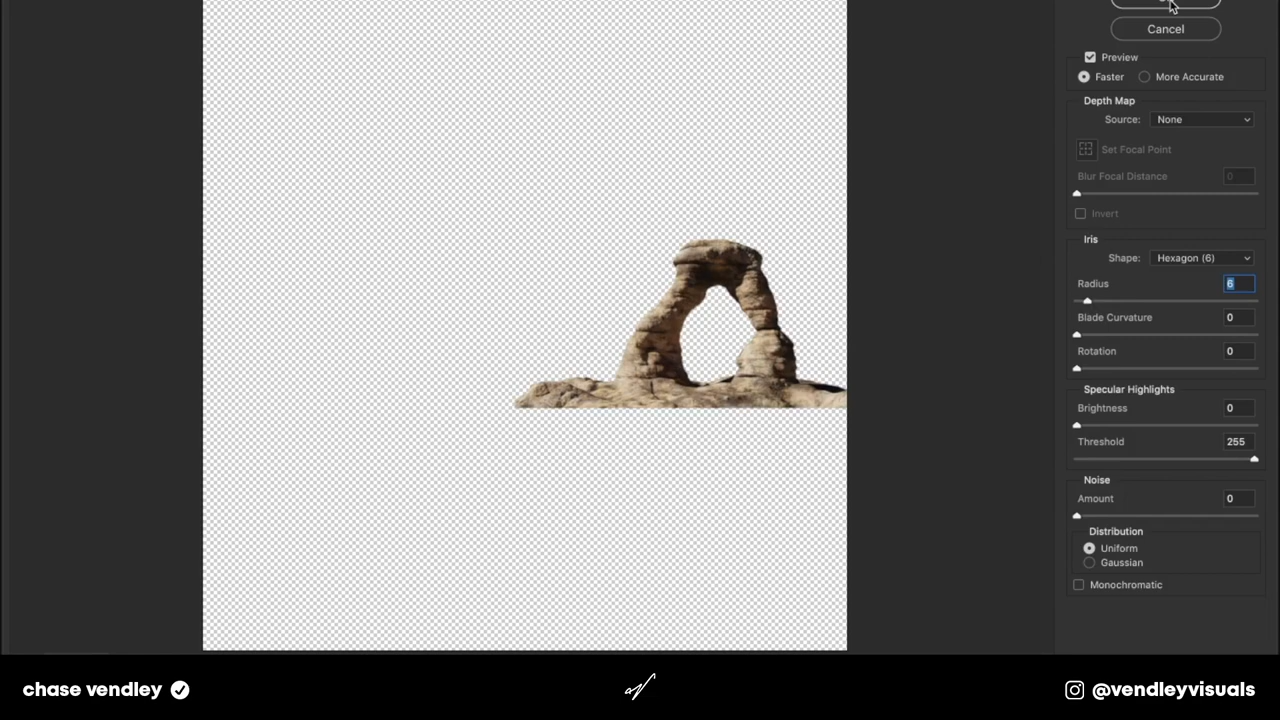 Cancel
Preview
Faster
More Accurate
Depth Map
Source:
None
Set Focal Point
Blur Focal Distance
0
Invert
Iris
Shape:
Hexagon (6)
Radius
6
Blade Curvature
0
Rotation
0
Specular Highlights
Brightness
0
Threshold
255
Noise
Amount
0
Distribution
Uniform
Gaussian
Monochromatic
chase vendley
@vendleyvisuals